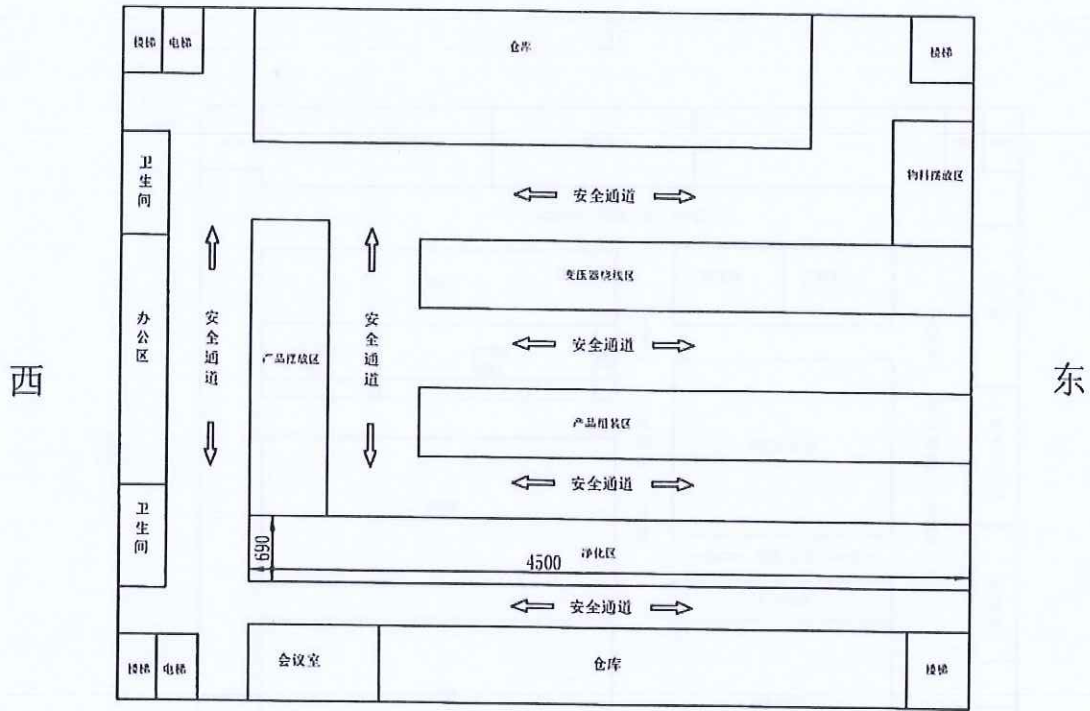 楼梯
电梯
仓库
楼梯
卫生间
物料摆放区
安全通道
变压器绕线区
办公区
安全通道
产品摆放区
安全通道
安全通道
西
东
产品组装区
安全通道
卫生间
690
净化区
4500
安全通道
楼梯
电梯
会议室
仓库
楼梯